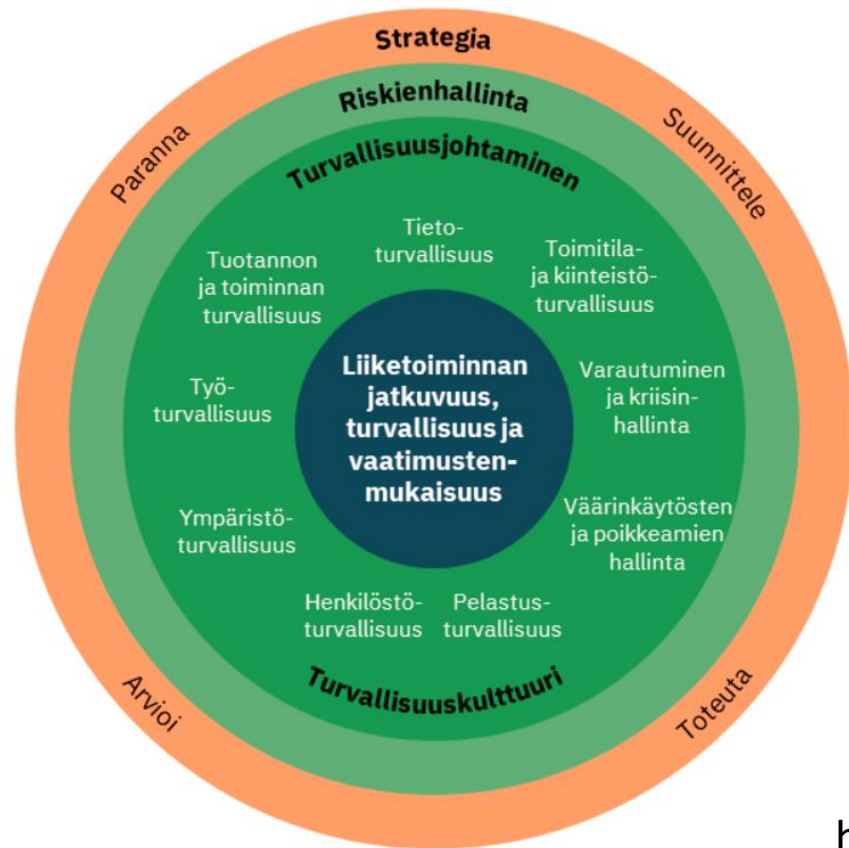 Strategia
Riskienhallinta
Turvallisuusjohtaminen
Paranna
Suunnittele
Tieto-
turvallisuus
Tuotannon
ja toiminnan
turvallisuus
Toimitila-
ja kiinteistö-
turvallisuus
Liiketoiminnan
jatkuvuus,
turvallisuus ja
vaatimusten-
mukaisuus
Työ-
turvallisuus
Varautuminen
ja kriisin-
hallinta
Ympäristö-
turvallisuus
Väärinkäytösten
ja poikkeamien
hallinta
Henkilöstö-
turvallisuus
Pelastus-
turvallisuus
Turvallisuuskulttuuri
Arvioi
Toteuta